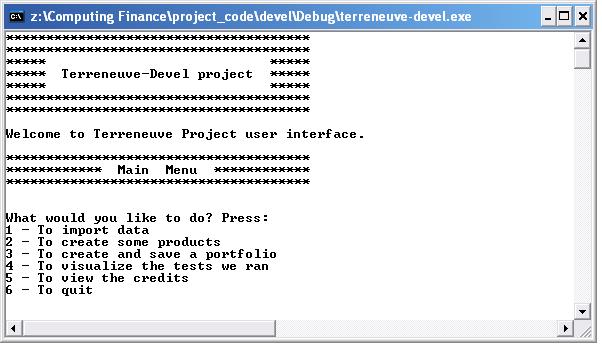 z:\Computing Finance\project_code\devel\Debug\terreneuve-devel.exe
***********************************
***********************************
*****                         *****
*****  Terreneuve-Devel project  *****
*****                         *****
***********************************
***********************************
Welcome to Terreneuve Project user interface.
***********************************
***********  Main  Menu  ***********
***********************************
What would you like to do? Press:
1 - To import data
2 - To create some products
3 - To create and save a portfolio
4 - To visualize the tests we ran
5 - To view the credits
6 - To quit